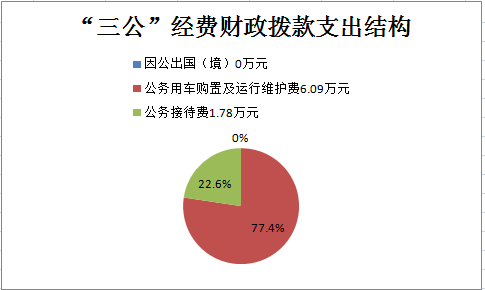 “三公”经费财政拨款支出结构
因公出国（境）0万元
公务用车购置及运行维护费6.09万元
公务接待费1.78万元
0%
22.6%
77.4%